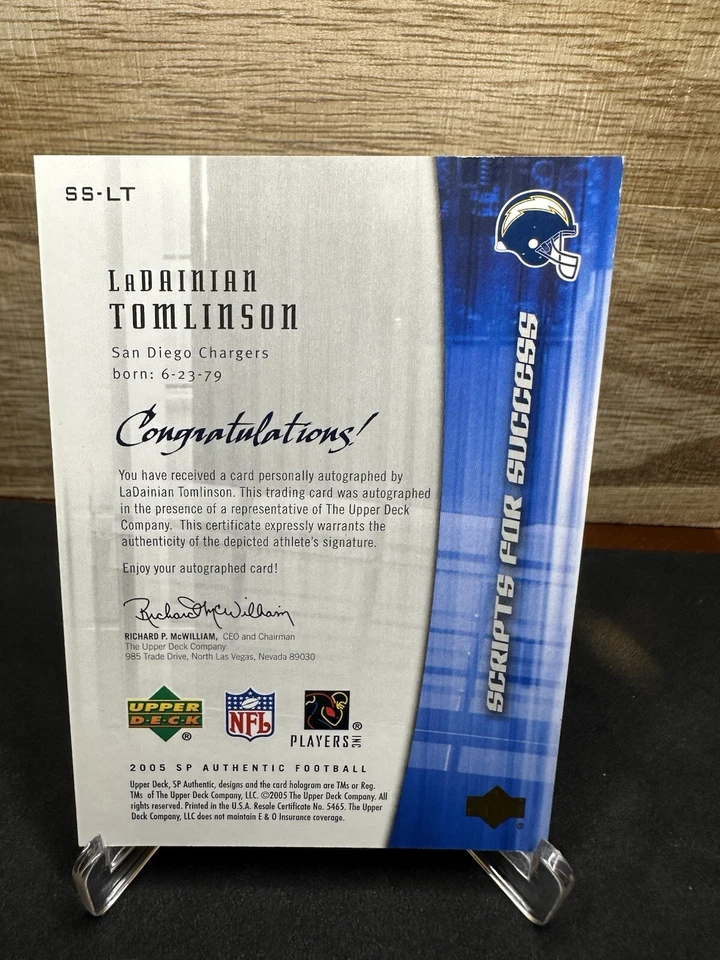 SS-LT
LaDAINIAN
TOMLINSON
San Diego Chargers
born: 6-23-79
Congratulations!
You have received a card personally autographed by
LaDainian Tomlinson. This trading card was autographed
in the presence of a representative of The Upper Deck
Company. This certificate expressly warrants the
authenticity of the depicted athlete's signature.
Enjoy your autographed card!
Richard McWilliam
RICHARD P. McWILLIAM, CEO and Chairman
The Upper Deck Company
985 Trade Drive, North Las Vegas, Nevada 89030
UPPER
DECK
®
NFL
PLAYERS INC
®
2005 SP AUTHENTIC FOOTBALL
Upper Deck, SP Authentic, designs and the card hologram are TMs or Reg.
TMs of The Upper Deck Company, LLC. ©2005 The Upper Deck Company. All
rights reserved. Printed in the U.S.A. Resale Certificate No. 5465. The Upper
Deck Company, LLC does not maintain E & O Insurance coverage.
SCRIPTS FOR SUCCESS